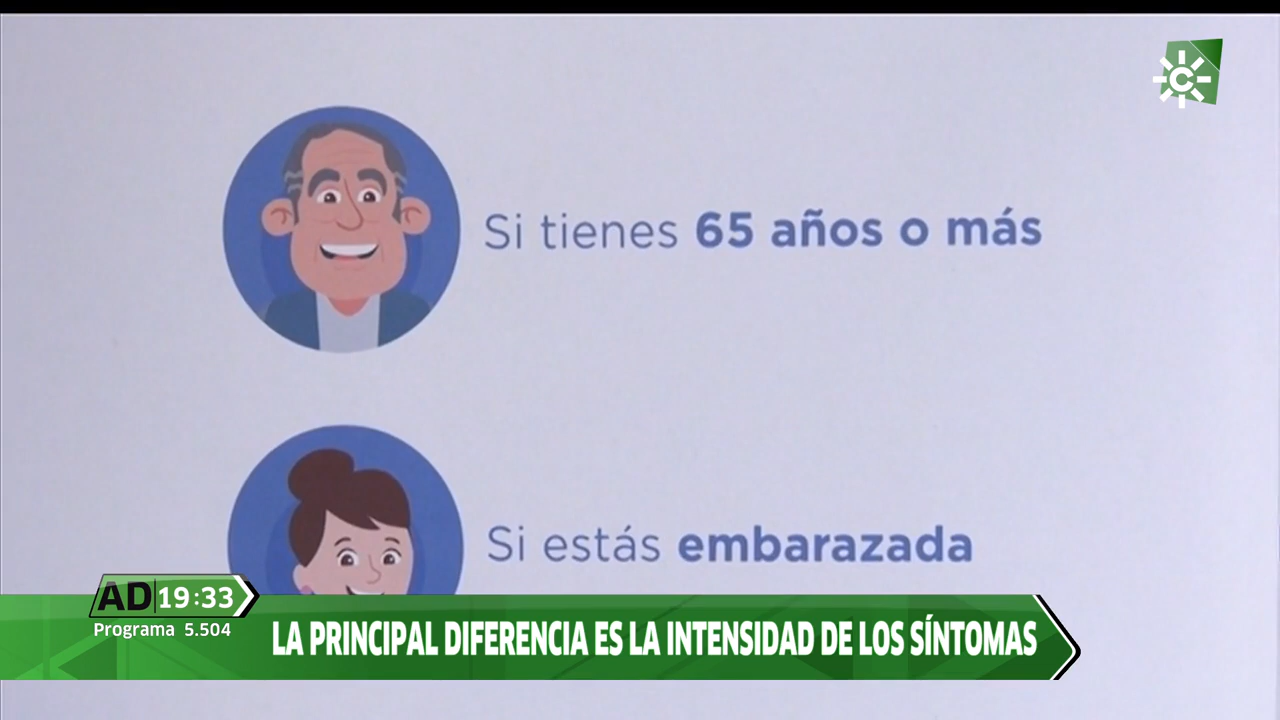 Si tienes 65 años o más
Si estás embarazada
AD 19:33
Programa 5.504
LA PRINCIPAL DIFERENCIA ES LA INTENSIDAD DE LOS SÍNTOMAS
C